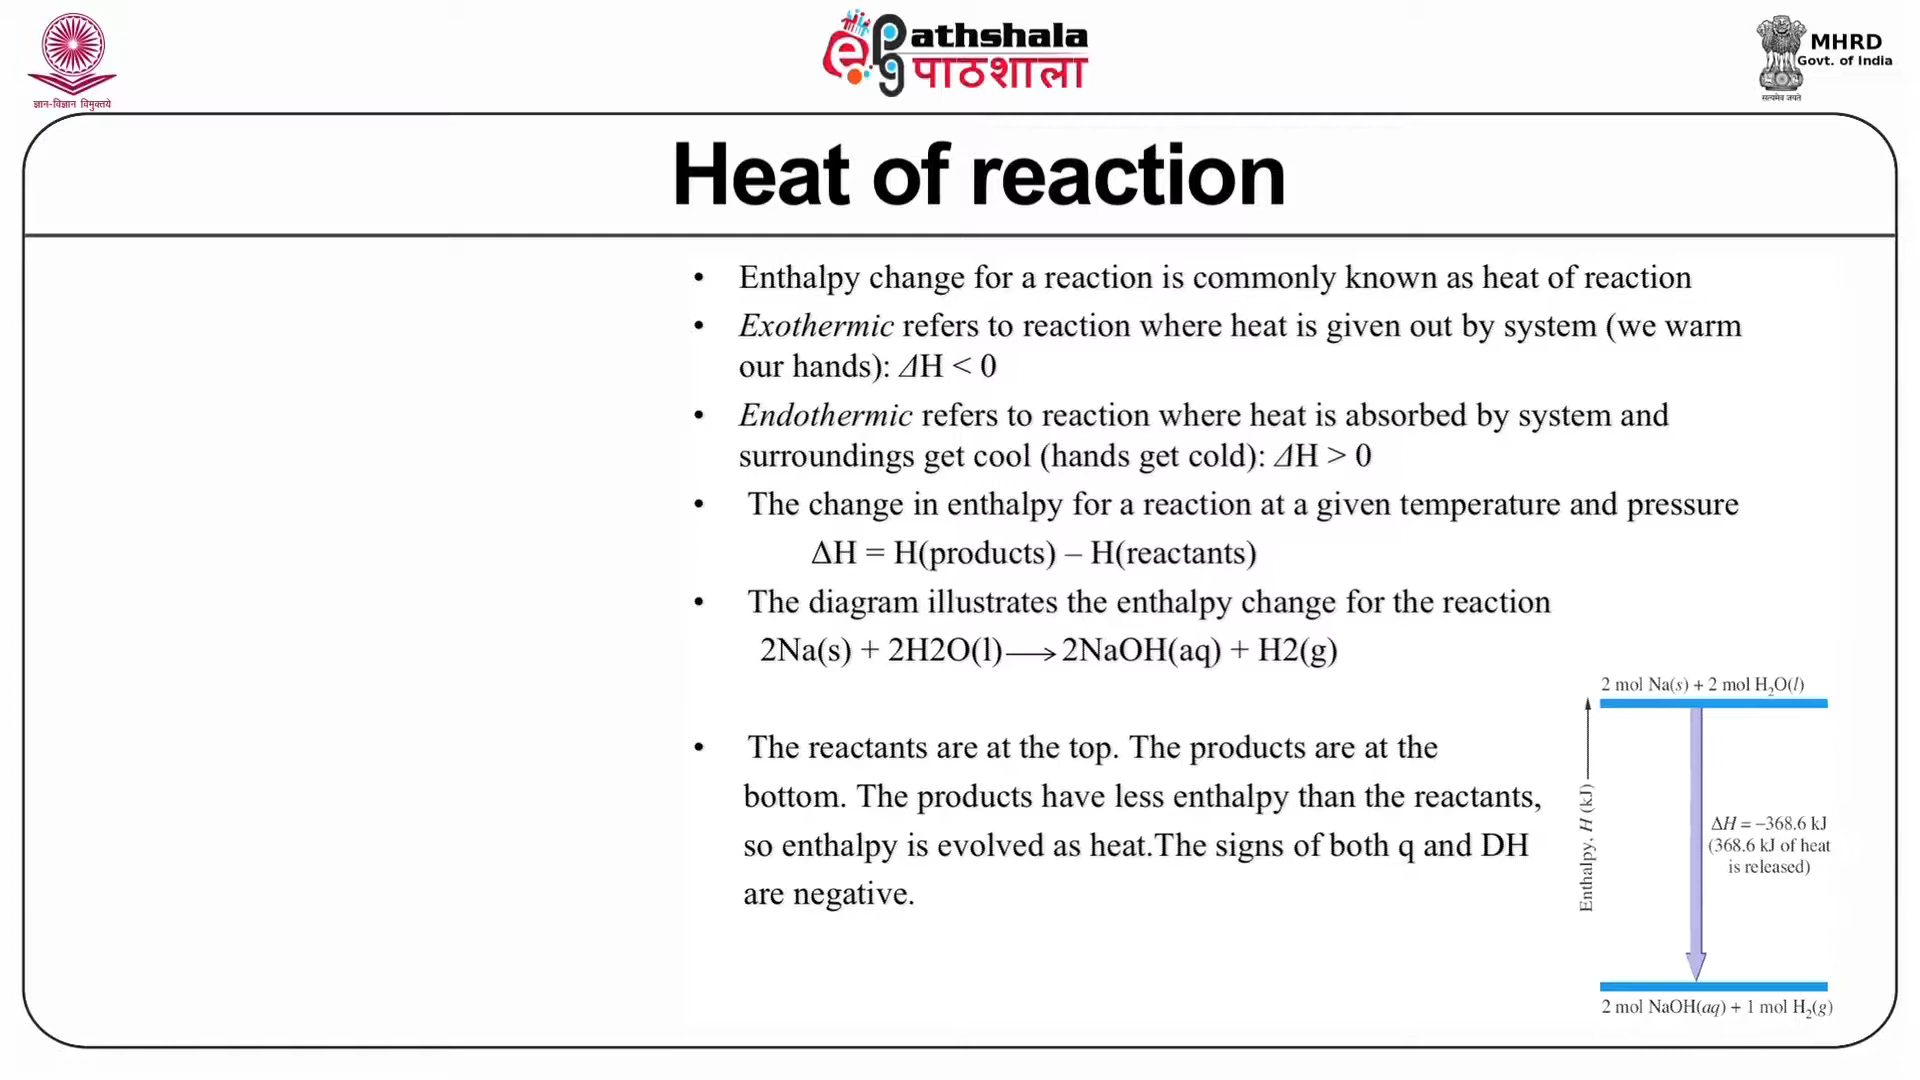 ज्ञान-विज्ञान विमुक्तये
ePathshala
पाठशाला
MHRD
Govt. of India
सत्यमेव जयते
Heat of reaction
• Enthalpy change for a reaction is commonly known as heat of reaction
• Exothermic refers to reaction where heat is given out by system (we warm
our hands): ΔH < 0
• Endothermic refers to reaction where heat is absorbed by system and
surroundings get cool (hands get cold): ΔH > 0
• The change in enthalpy for a reaction at a given temperature and pressure
ΔH = H(products) – H(reactants)
• The diagram illustrates the enthalpy change for the reaction
2Na(s) + 2H2O(l)⟶2NaOH(aq) + H2(g)
• The reactants are at the top. The products are at the
bottom. The products have less enthalpy than the reactants,
so enthalpy is evolved as heat.The signs of both q and DH
are negative.
2 mol Na(s) + 2 mol H₂O(l)
Enthalpy, H (kJ)
ΔH = –368.6 kJ
(368.6 kJ of heat
is released)
2 mol NaOH(aq) + 1 mol H₂(g)